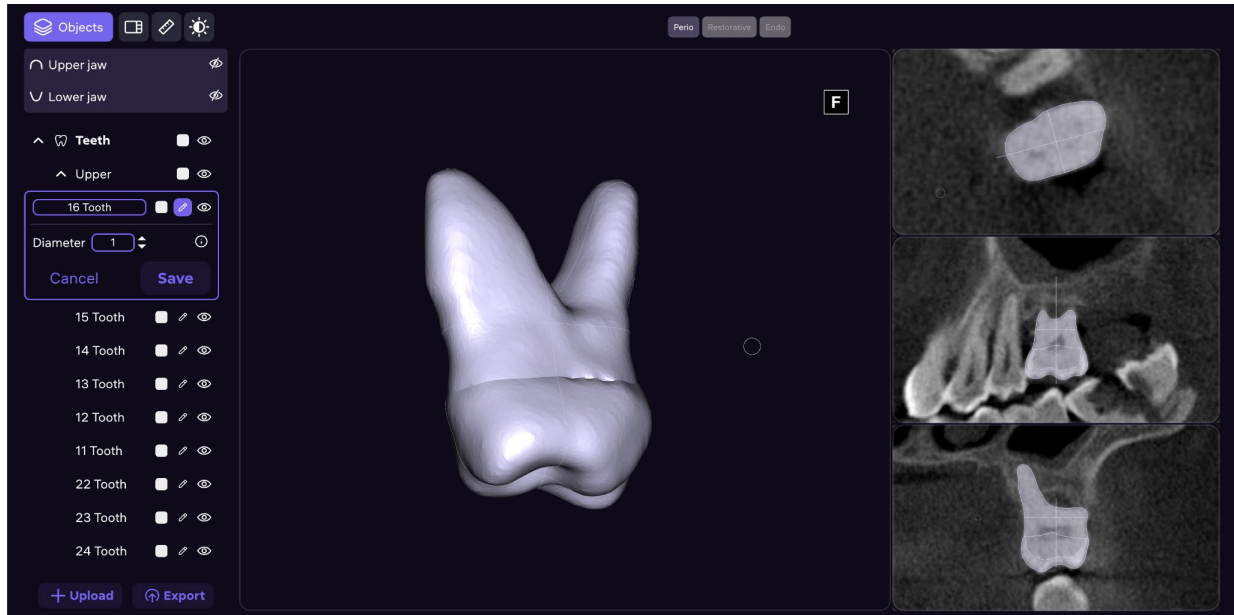 Objects
Perio Restorative Endo
Upper jaw
Lower jaw
F
Teeth
Upper
16 Tooth
Diameter 1
Cancel Save
15 Tooth
14 Tooth
13 Tooth
12 Tooth
11 Tooth
22 Tooth
23 Tooth
24 Tooth
Upload Export